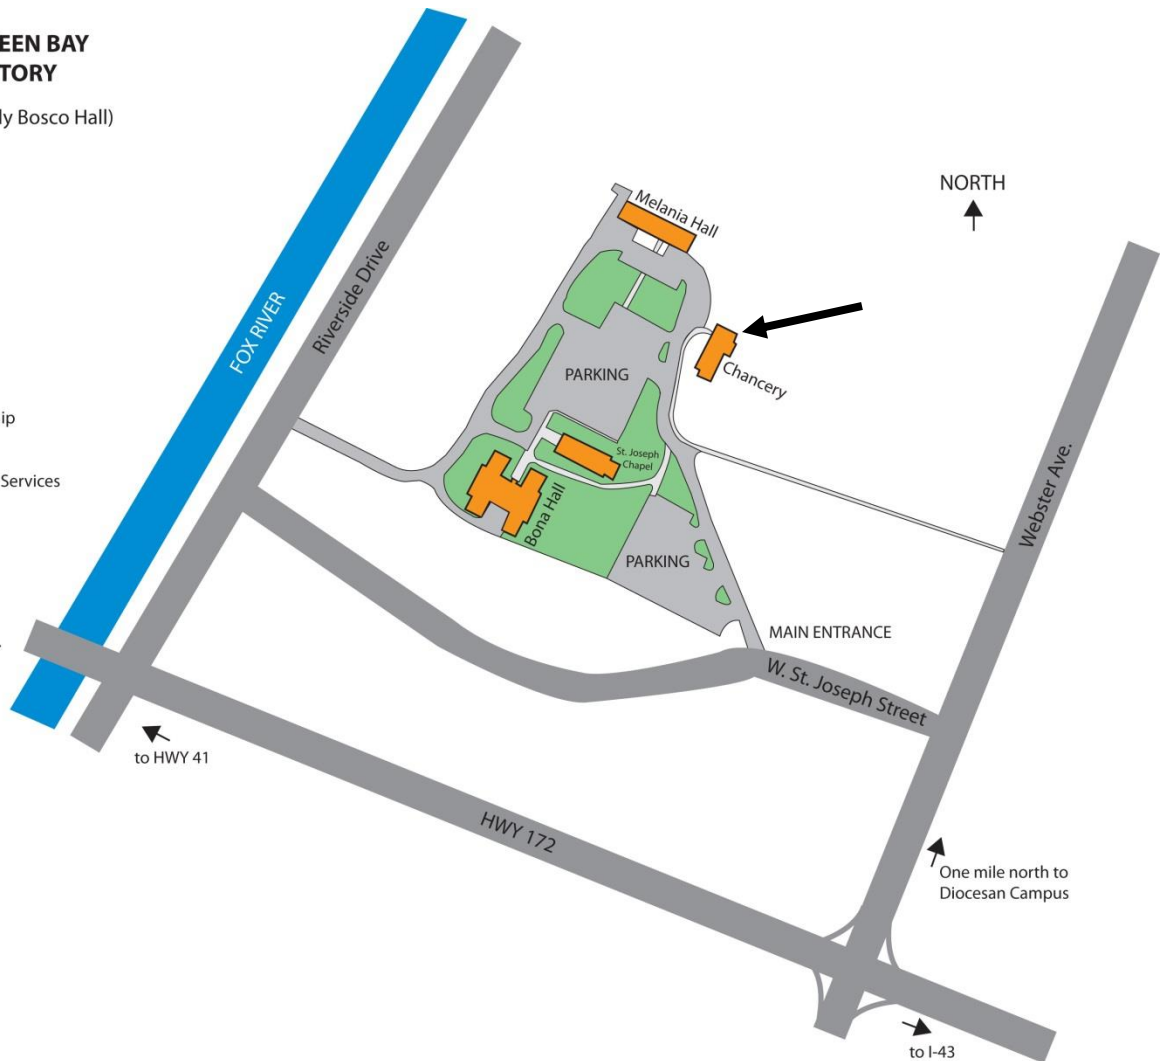 EEN BAY
TORY
ly Bosco Hall)
NORTH
Melania Hall
Riverside Drive
FOX RIVER
PARKING
Chancery
ip
St. Joseph
Chapel
Services
Webster Ave.
Bona Hall
PARKING
MAIN ENTRANCE
W. St. Joseph Street
to HWY 41
HWY 172
One mile north to
Diocesan Campus
to I-43